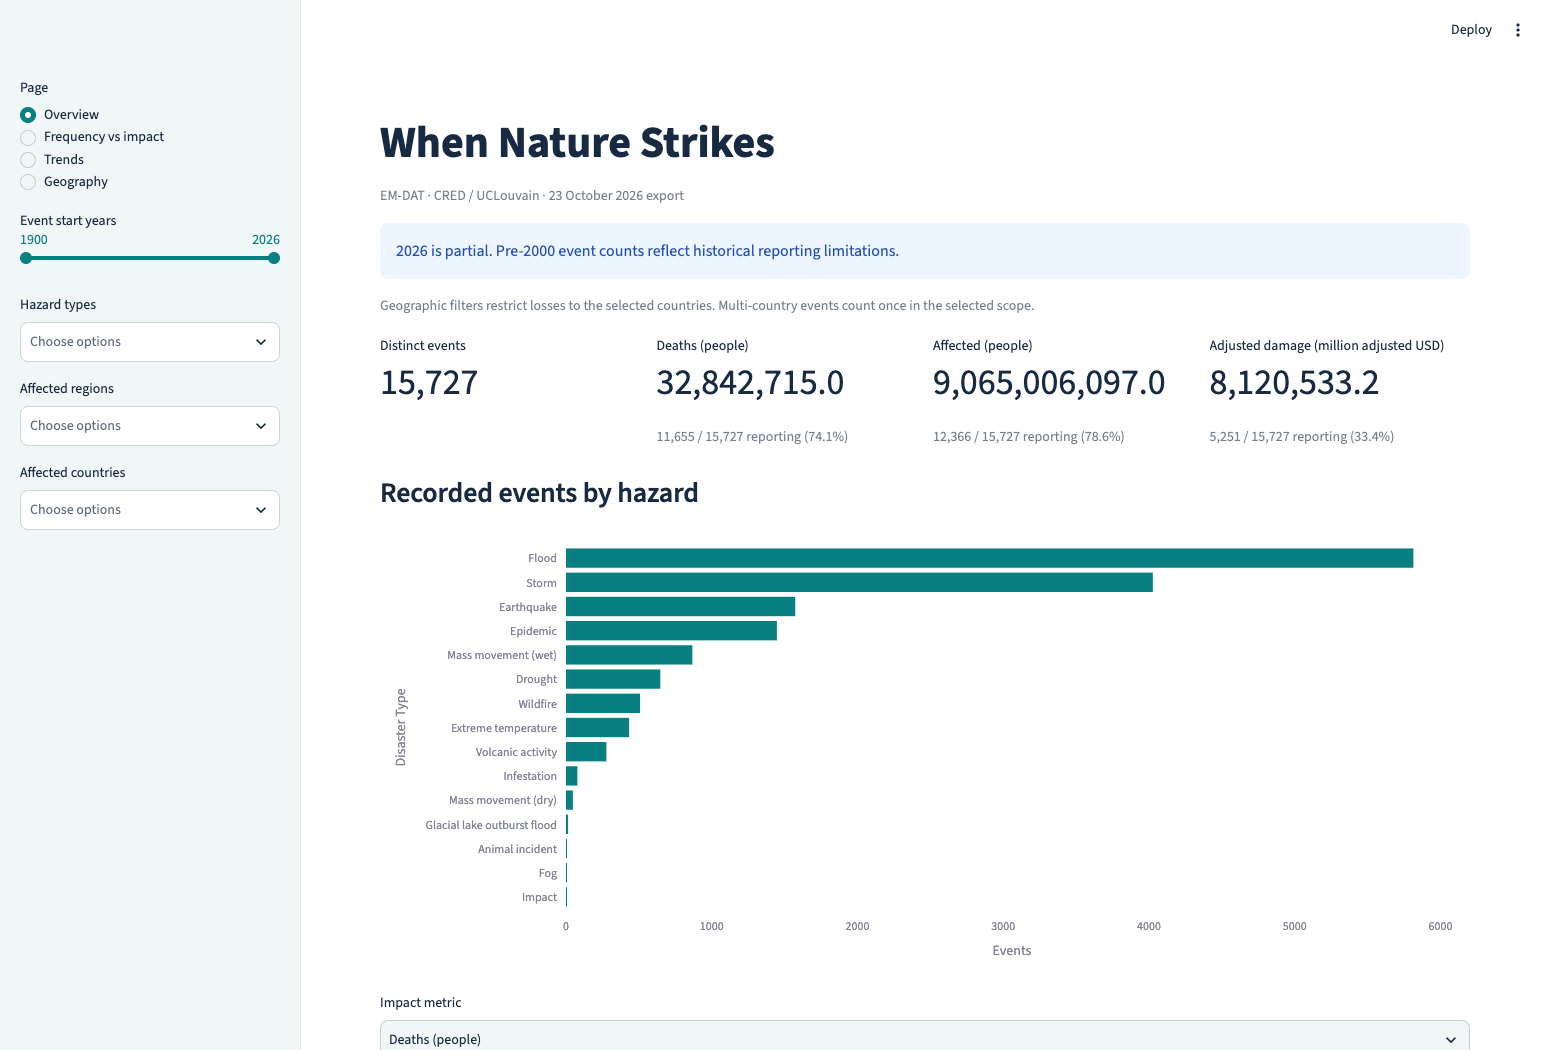 Deploy
Page
Overview
Frequency vs impact
Trends
Geography
Event start years
1900 2026
Hazard types
Choose options
Affected regions
Choose options
Affected countries
Choose options
When Nature Strikes
EM-DAT · CRED / UCLouvain · 23 October 2026 export
2026 is partial. Pre-2000 event counts reflect historical reporting limitations.
Geographic filters restrict losses to the selected countries. Multi-country events count once in the selected scope.
Distinct events
15,727
Deaths (people)
32,842,715.0
11,655 / 15,727 reporting (74.1%)
Affected (people)
9,065,006,097.0
12,366 / 15,727 reporting (78.6%)
Adjusted damage (million adjusted USD)
8,120,533.2
5,251 / 15,727 reporting (33.4%)
Recorded events by hazard
Disaster Type
Flood
Storm
Earthquake
Epidemic
Mass movement (wet)
Drought
Wildfire
Extreme temperature
Volcanic activity
Infestation
Mass movement (dry)
Glacial lake outburst flood
Animal incident
Fog
Impact
0 1000 2000 3000 4000 5000 6000
Events
Impact metric
Deaths (people)